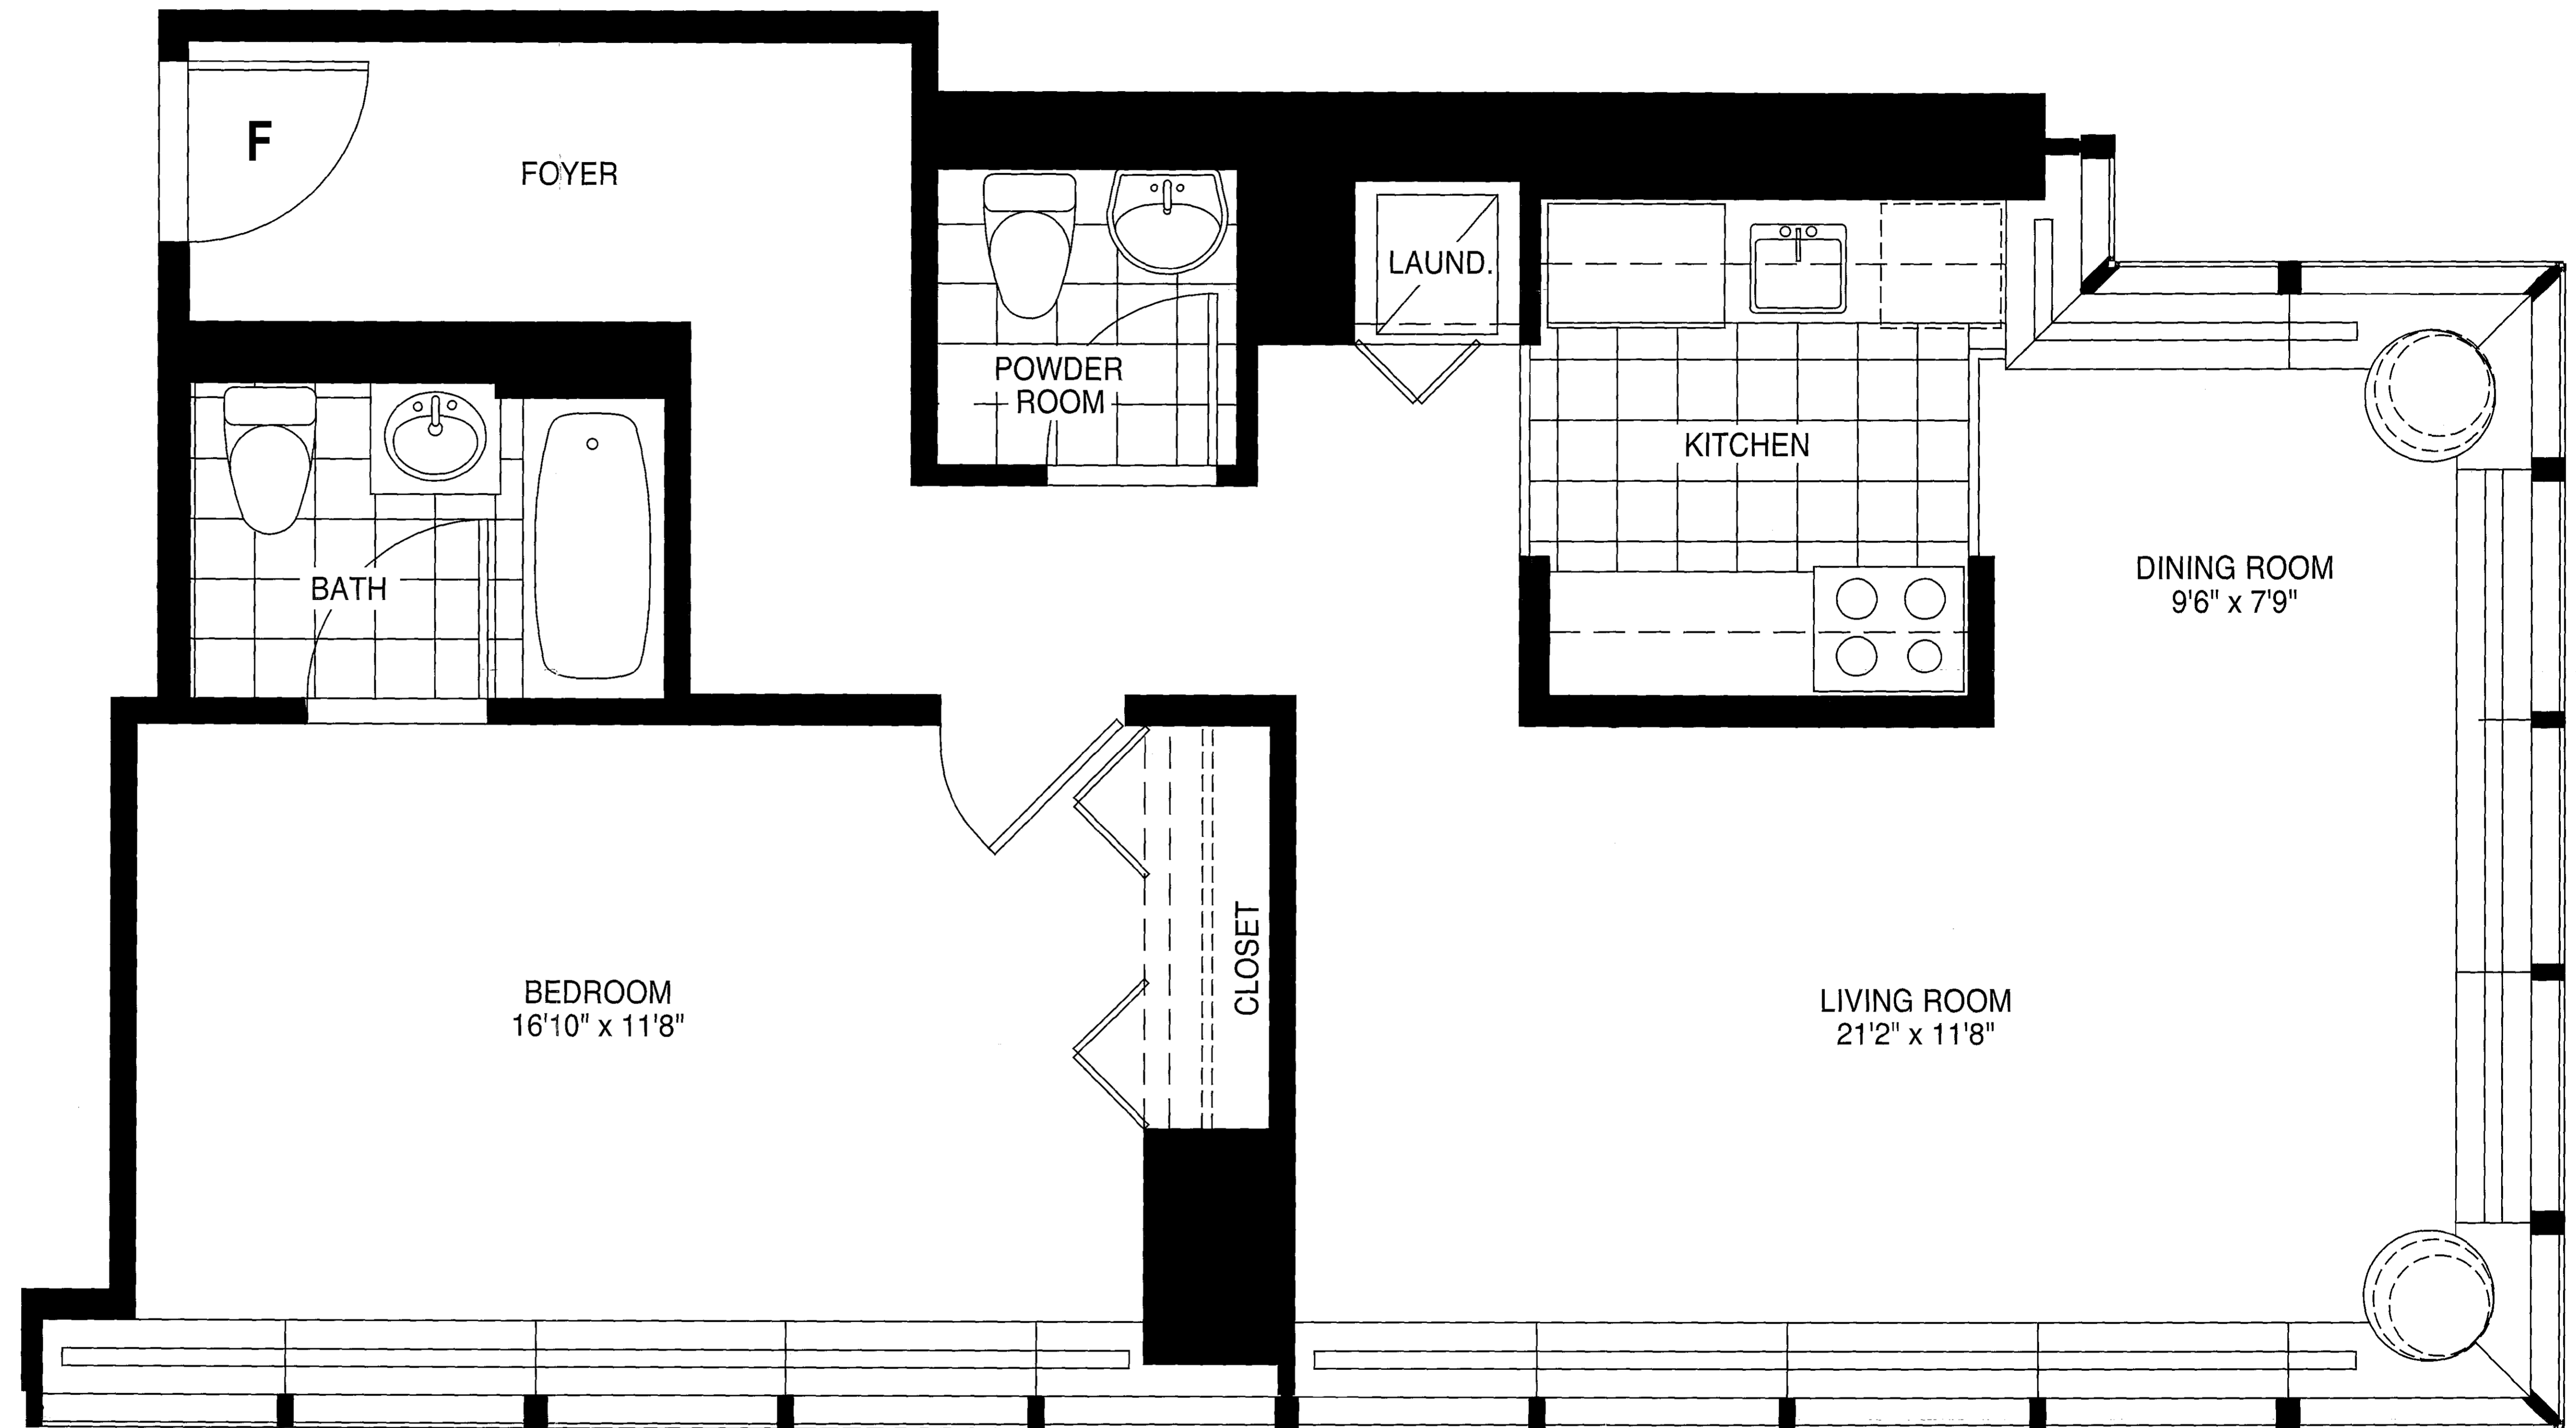 F
FOYER
LAUND.
POWDER
ROOM
KITCHEN
BATH
DINING ROOM
9'6" x 7'9"
CLOSET
BEDROOM
16'10" x 11'8"
LIVING ROOM
21'2" x 11'8"